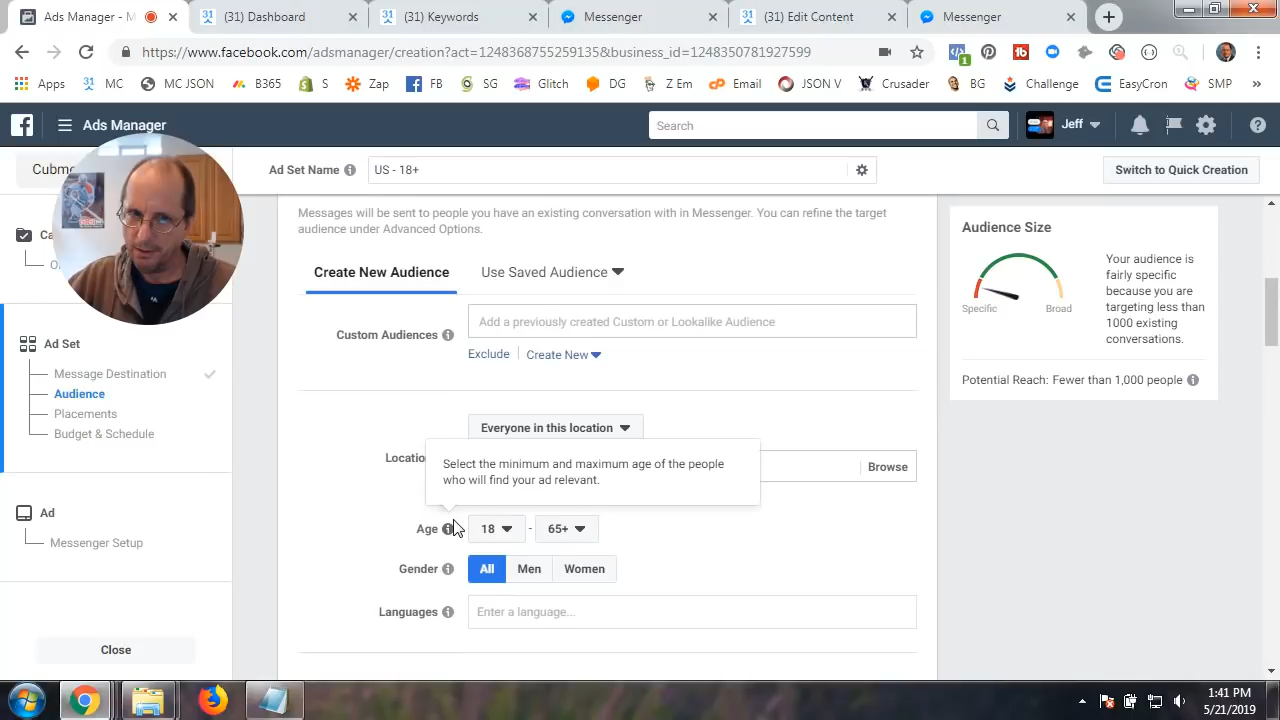 Ads Manager
(31) Dashboard
(31) Keywords
Messenger
(31) Edit Content
Messenger
https://www.facebook.com/adsmanager/creation?act=1248368755259135&business_id=1248350781927599
1
Apps
31 MC
MC JSON
B365
S
Zap
FB
SG
Glitch
DG
Z Em
Email
JSON V
Crusader
BG
Challenge
EasyCron
SMP
»
Ads Manager
Search
Jeff
Cubmo
Ad Set Name
US - 18+
Switch to Quick Creation
Messages will be sent to people you have an existing conversation with in Messenger. You can refine the target
audience under Advanced Options.
Audience Size
Your audience is
fairly specific
because you are
targeting less than
1000 existing
conversations.
Specific
Broad
Potential Reach: Fewer than 1,000 people
Create New Audience
Use Saved Audience
Custom Audiences
Add a previously created Custom or Lookalike Audience
Exclude
Create New
Ca
O
Ad Set
Message Destination
Audience
Placements
Budget & Schedule
Ad
Messenger Setup
Close
Everyone in this location
Locatio
Browse
Select the minimum and maximum age of the people
who will find your ad relevant.
Age
18
-
65+
Gender
All
Men
Women
Languages
Enter a language...
1:41 PM
5/21/2019